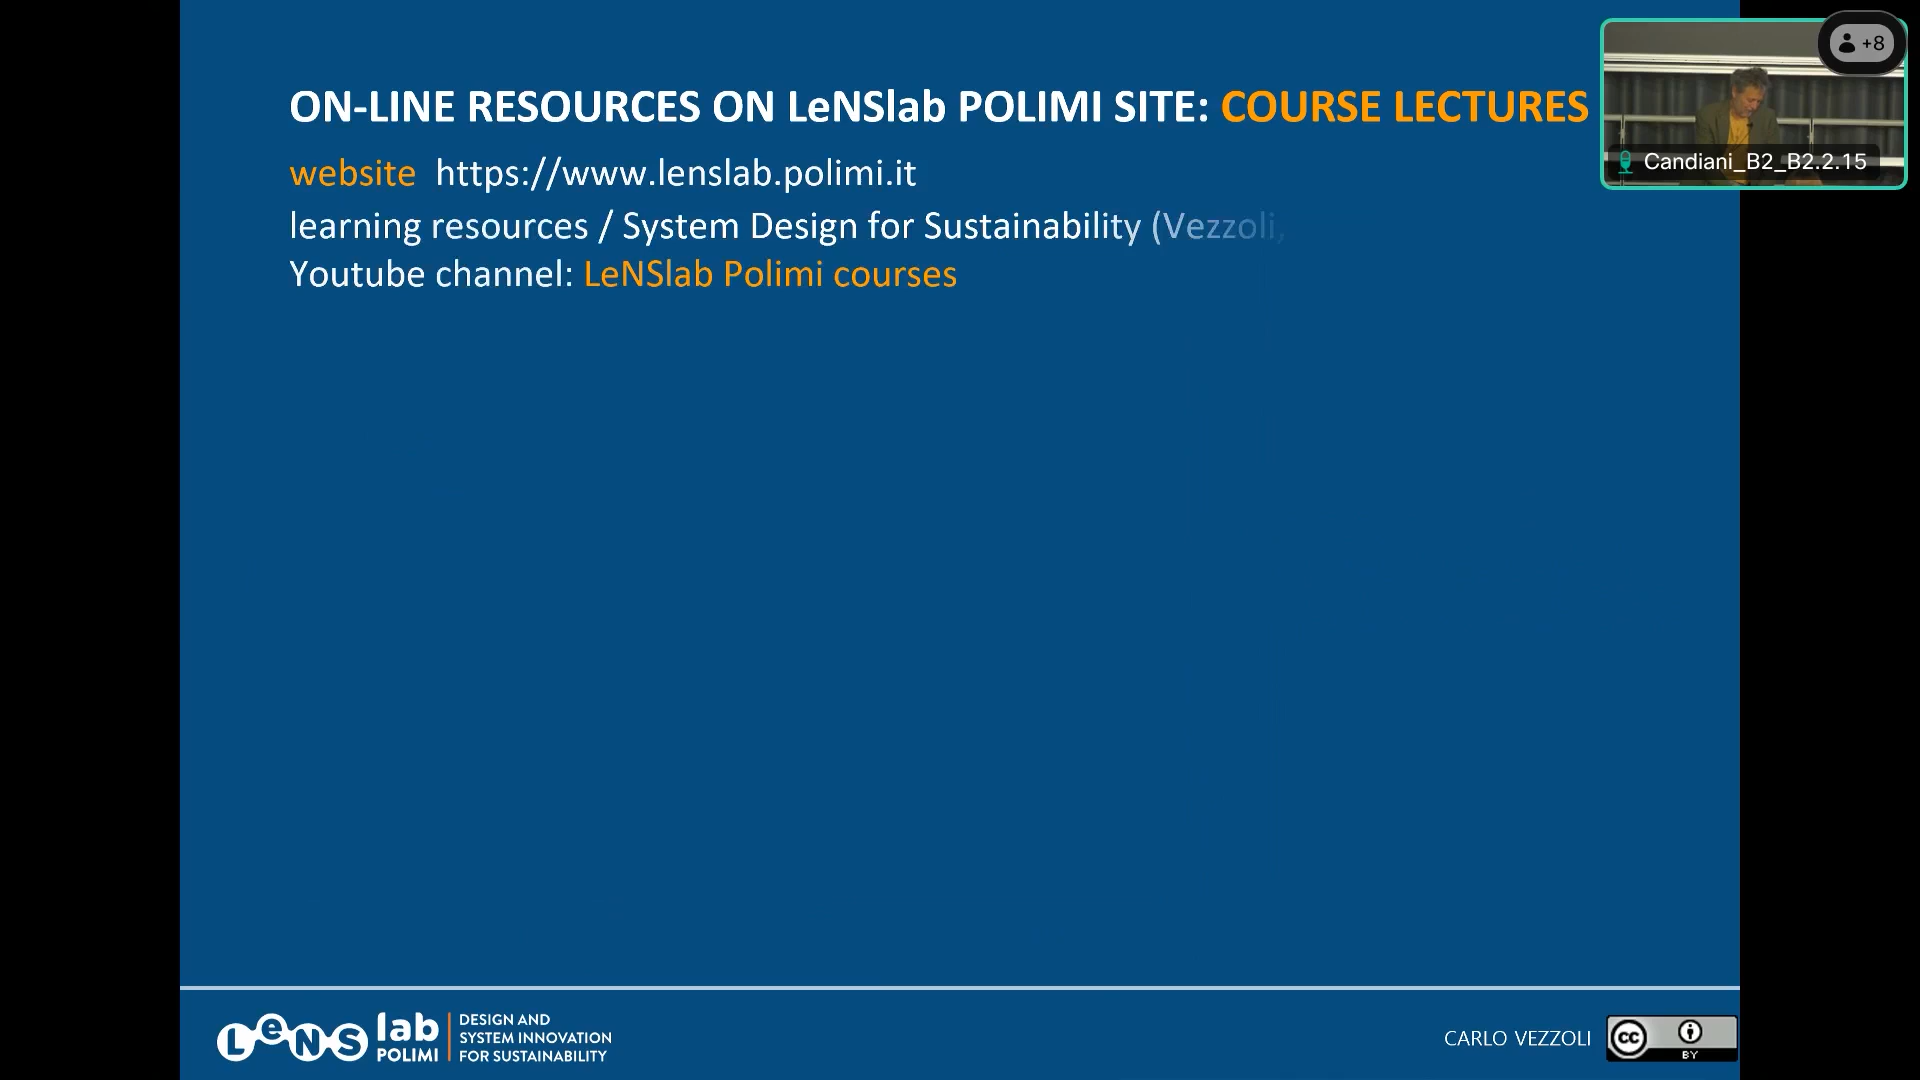 ON-LINE RESOURCES ON LeNSlab POLIMI SITE: COURSE LECTURES
website https://www.lenslab.polimi.it
learning resources / System Design for Sustainability (Vezzoli,
Youtube channel: LeNSlab Polimi courses
+8
Candiani_B2_B2.2.15
LeNS lab POLIMI
DESIGN AND
SYSTEM INNOVATION
FOR SUSTAINABILITY
CARLO VEZZOLI
cc BY